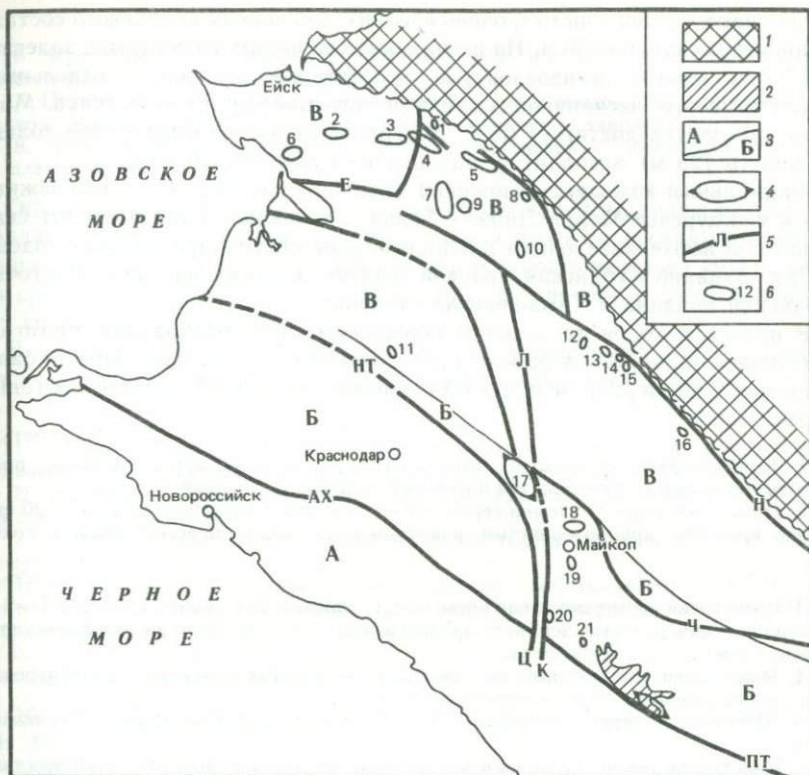 Ейск
В
1
2
3
4
5
6
7
8
9
10
Е
В
АЗОВСКОЕ
МОРЕ
В
В
11
НТ
Л
12
13
14
15
16
Б
Б
Краснодар
В
Н
17
АХ
Новороссийск
18
Майкоп
19
А
Б
Ч
ЧЕРНОЕ
МОРЕ
20
21
Ц
К
Б
ПТ
1
2
А Б 3
4
Л 5
12 6